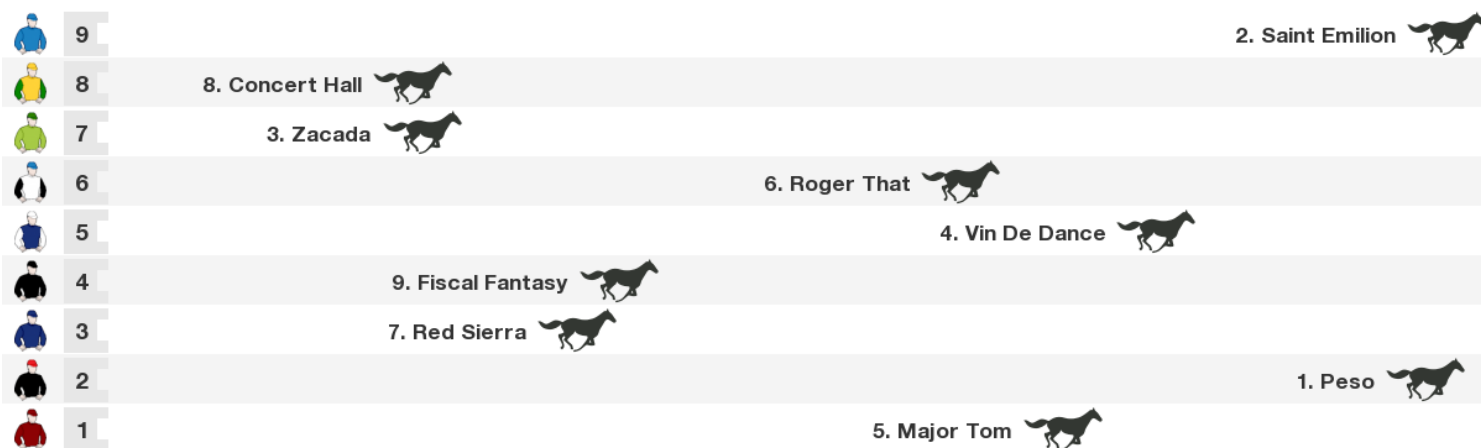 9 2. Saint Emilion
8 8. Concert Hall
7 3. Zacada
6 6. Roger That
5 4. Vin De Dance
4 9. Fiscal Fantasy
3 7. Red Sierra
2 1. Peso
1 5. Major Tom